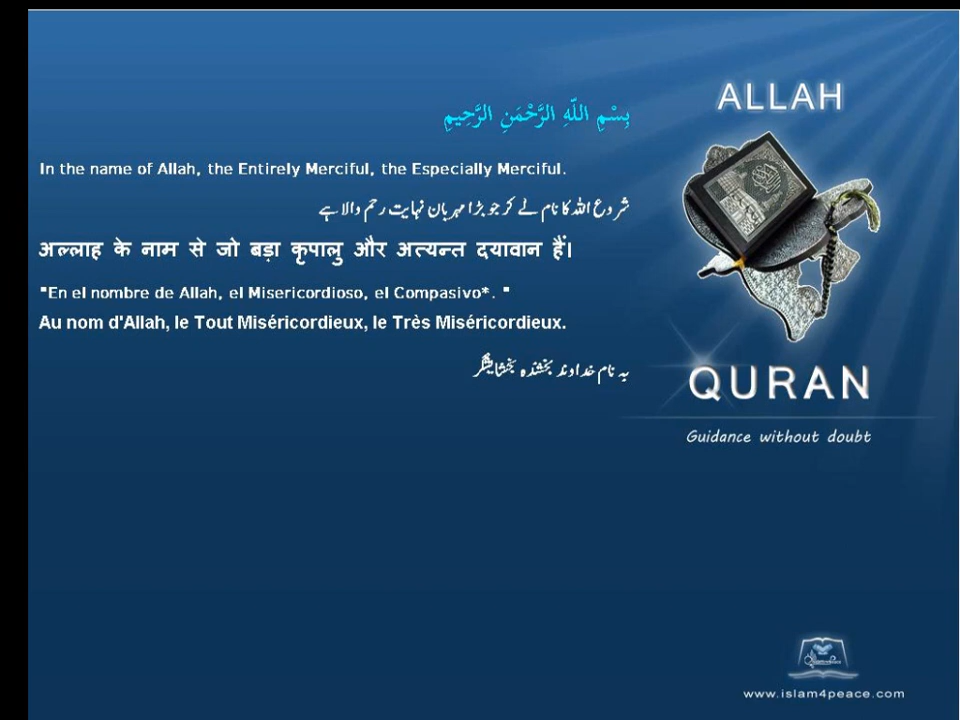 بِسْمِ اللَّهِ الرَّحْمَنِ الرَّحِيمِ
In the name of Allah, the Entirely Merciful, the Especially Merciful.
شروع اللہ کا نام لے کر جو بڑا مہربان نہایت رحم والا ہے
अल्लाह के नाम से जो बड़ा कृपालु और अत्यन्त दयावान हैं।
"En el nombre de Allah, el Misericordioso, el Compasivo*. "
Au nom d'Allah, le Tout Miséricordieux, le Très Miséricordieux.
به نام خداوند بخشنده بخشایشگر
ALLAH
QURAN
Guidance without doubt
www.islam4peace.com